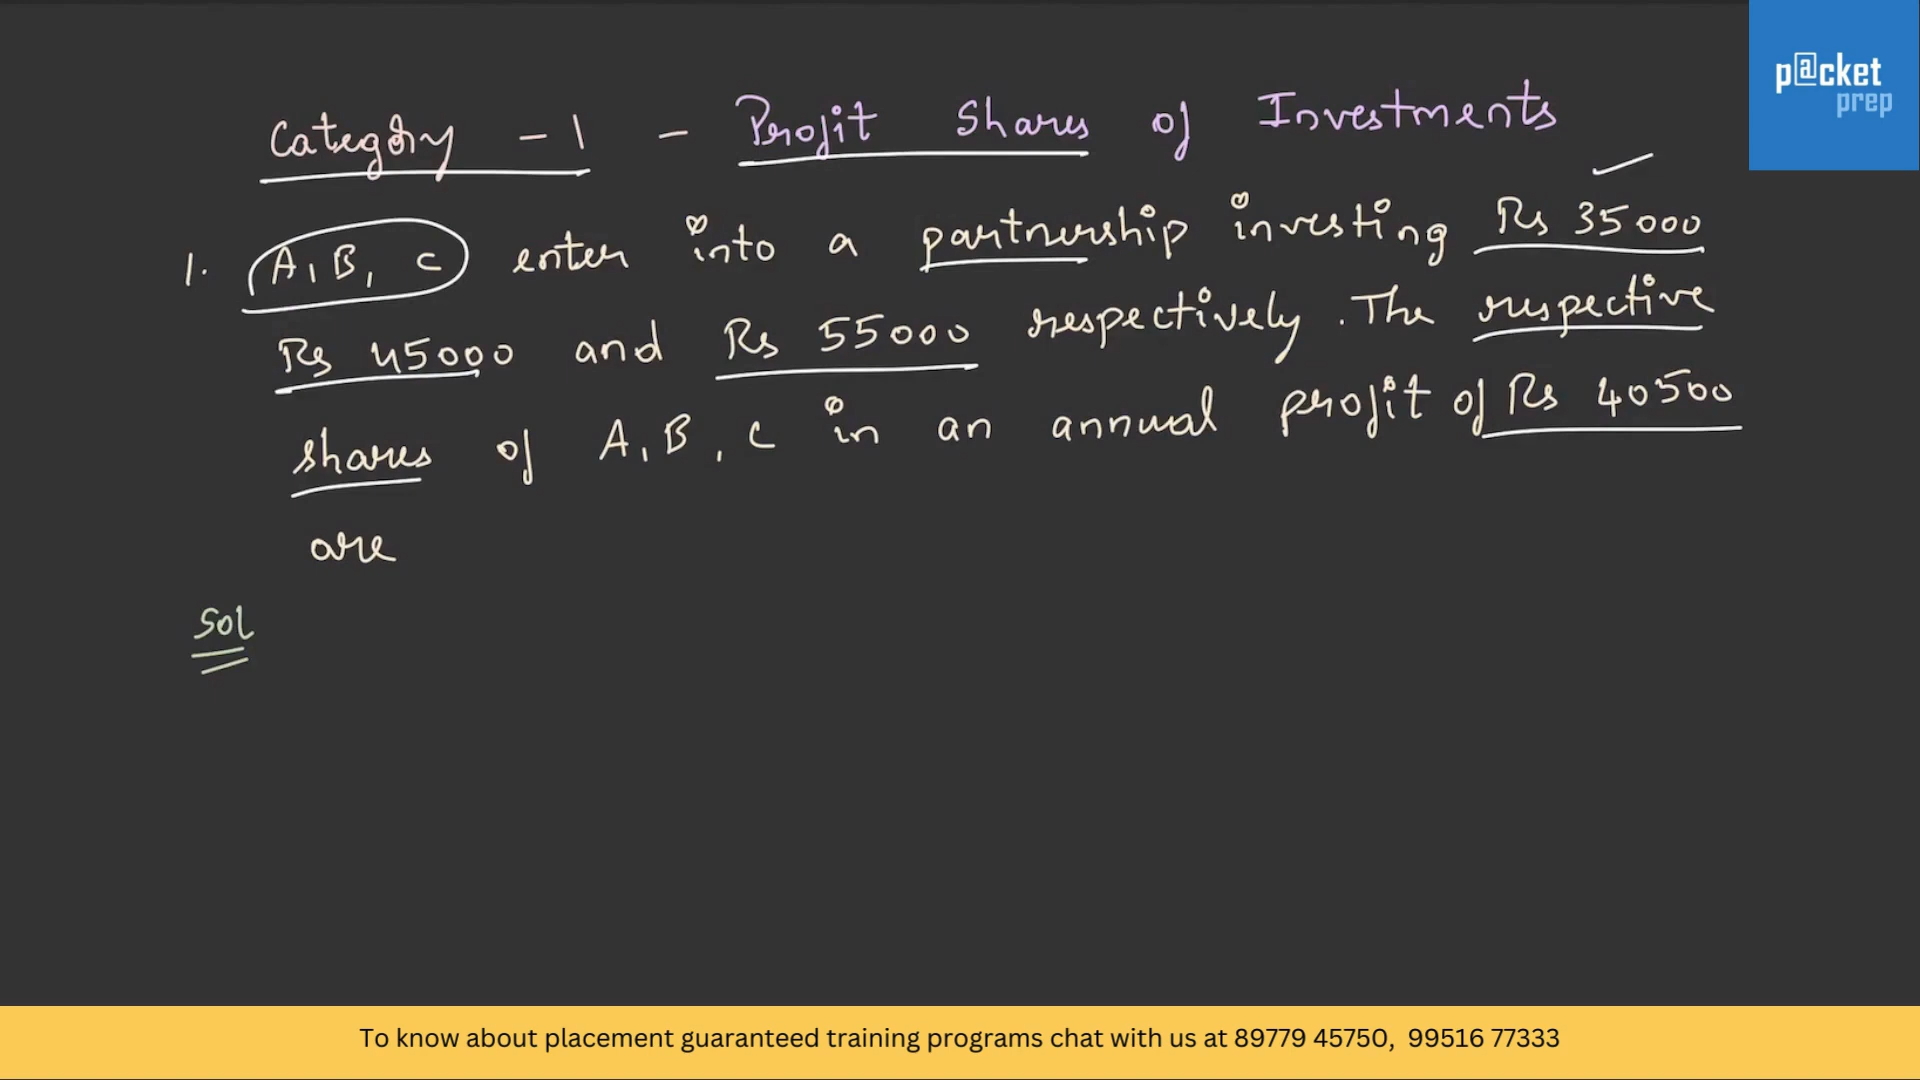 p@cket
prep
Category - 1 - Profit Shares of Investments
1. A, B, C enter into a partnership investing Rs 35000
Rs 45000 and Rs 55000 respectively. The respective
shares of A, B, C in an annual profit of Rs 40500
are
Sol
To know about placement guaranteed training programs chat with us at 89779 45750, 99516 77333